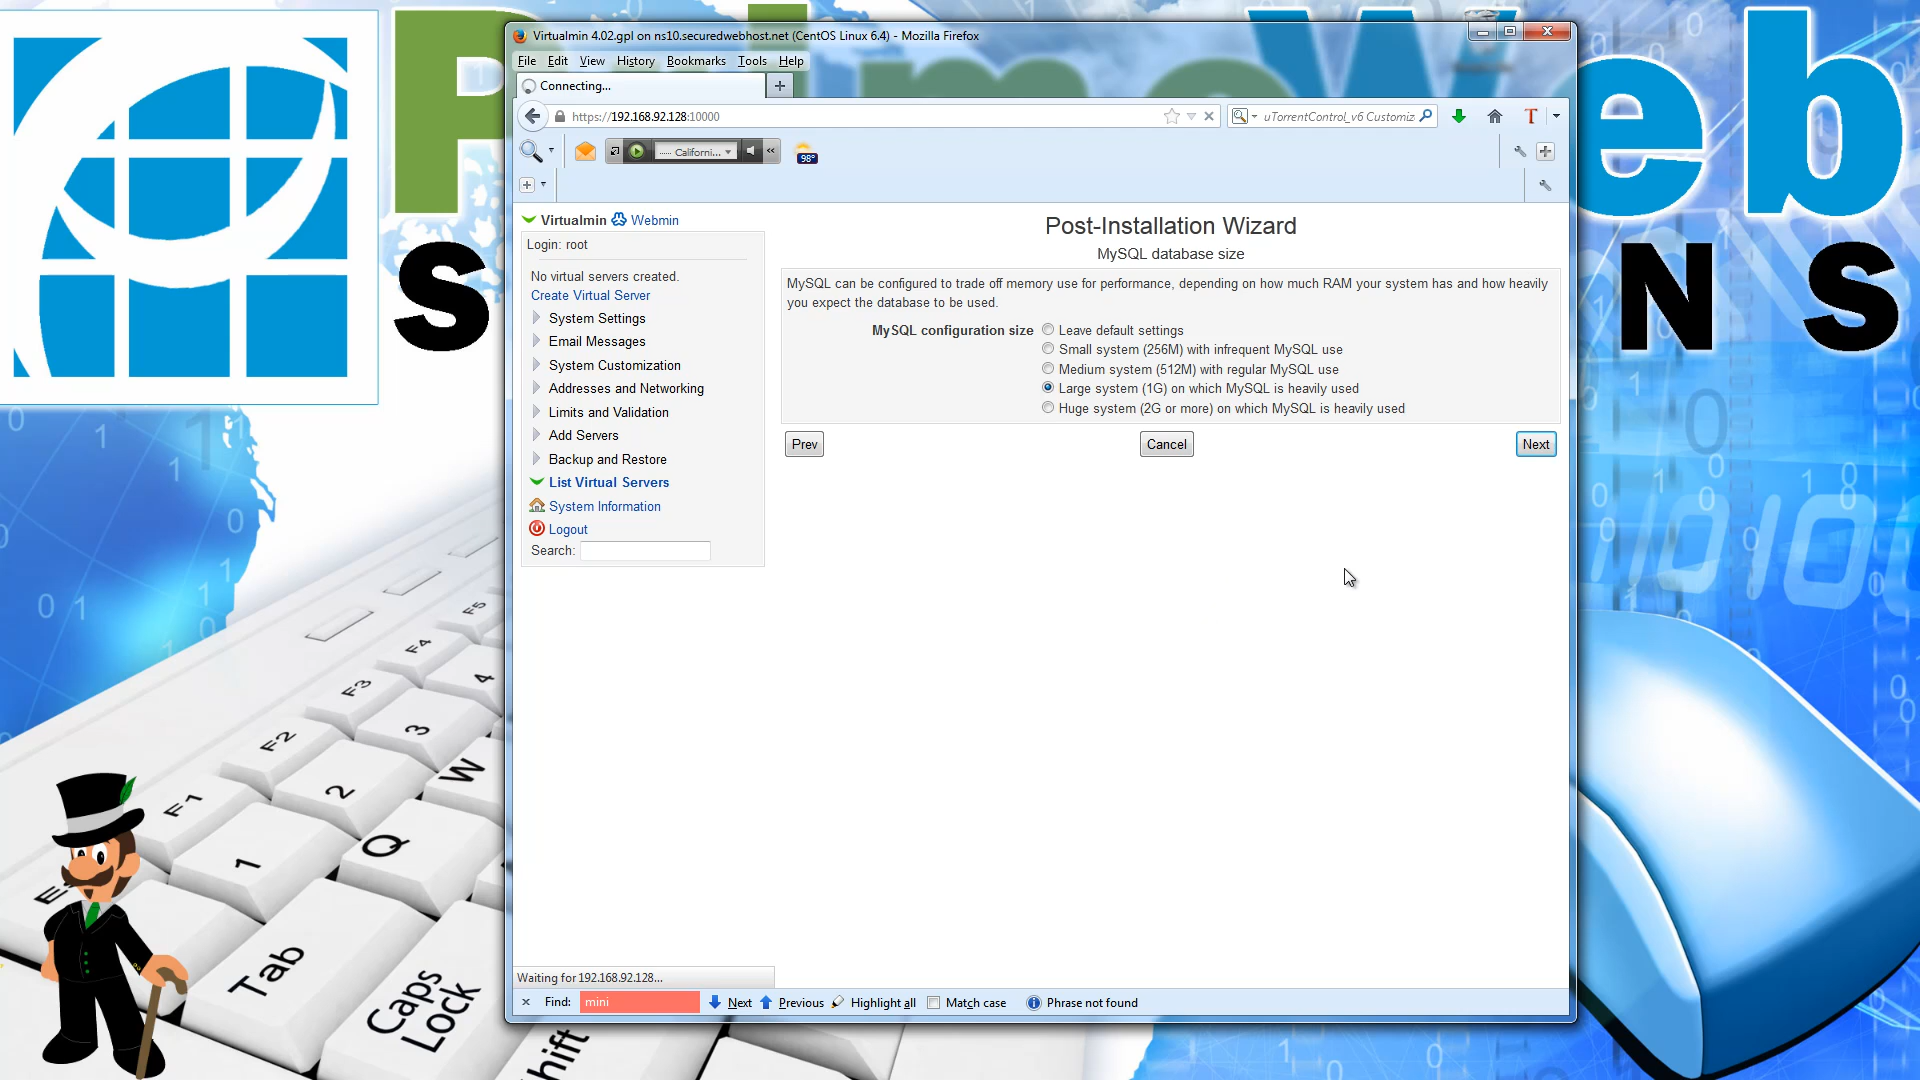 Virtualmin 4.02.gpl on ns10.securedwebhost.net (CentOS Linux 6.4) - Mozilla Firefox
File Edit View History Bookmarks Tools Help
Connecting...
https://192.168.92.128:10000
uTorrentControl_v6 Customiz
T
Californi...
98°
Virtualmin Webmin
Login: root
No virtual servers created.
Create Virtual Server
System Settings
Email Messages
System Customization
Addresses and Networking
Limits and Validation
Add Servers
Backup and Restore
List Virtual Servers
System Information
Logout
Search:
Post-Installation Wizard
MySQL database size
MySQL can be configured to trade off memory use for performance, depending on how much RAM your system has and how heavily
you expect the database to be used.
MySQL configuration size
Leave default settings
Small system (256M) with infrequent MySQL use
Medium system (512M) with regular MySQL use
Large system (1G) on which MySQL is heavily used
Huge system (2G or more) on which MySQL is heavily used
Prev Cancel Next
Waiting for 192.168.92.128...
Find: mini Next Previous Highlight all Match case Phrase not found
eb
S
N S
F5
F4
F3
F2
F1
4
3
2
1
W
Q
Tab
Caps
Lock